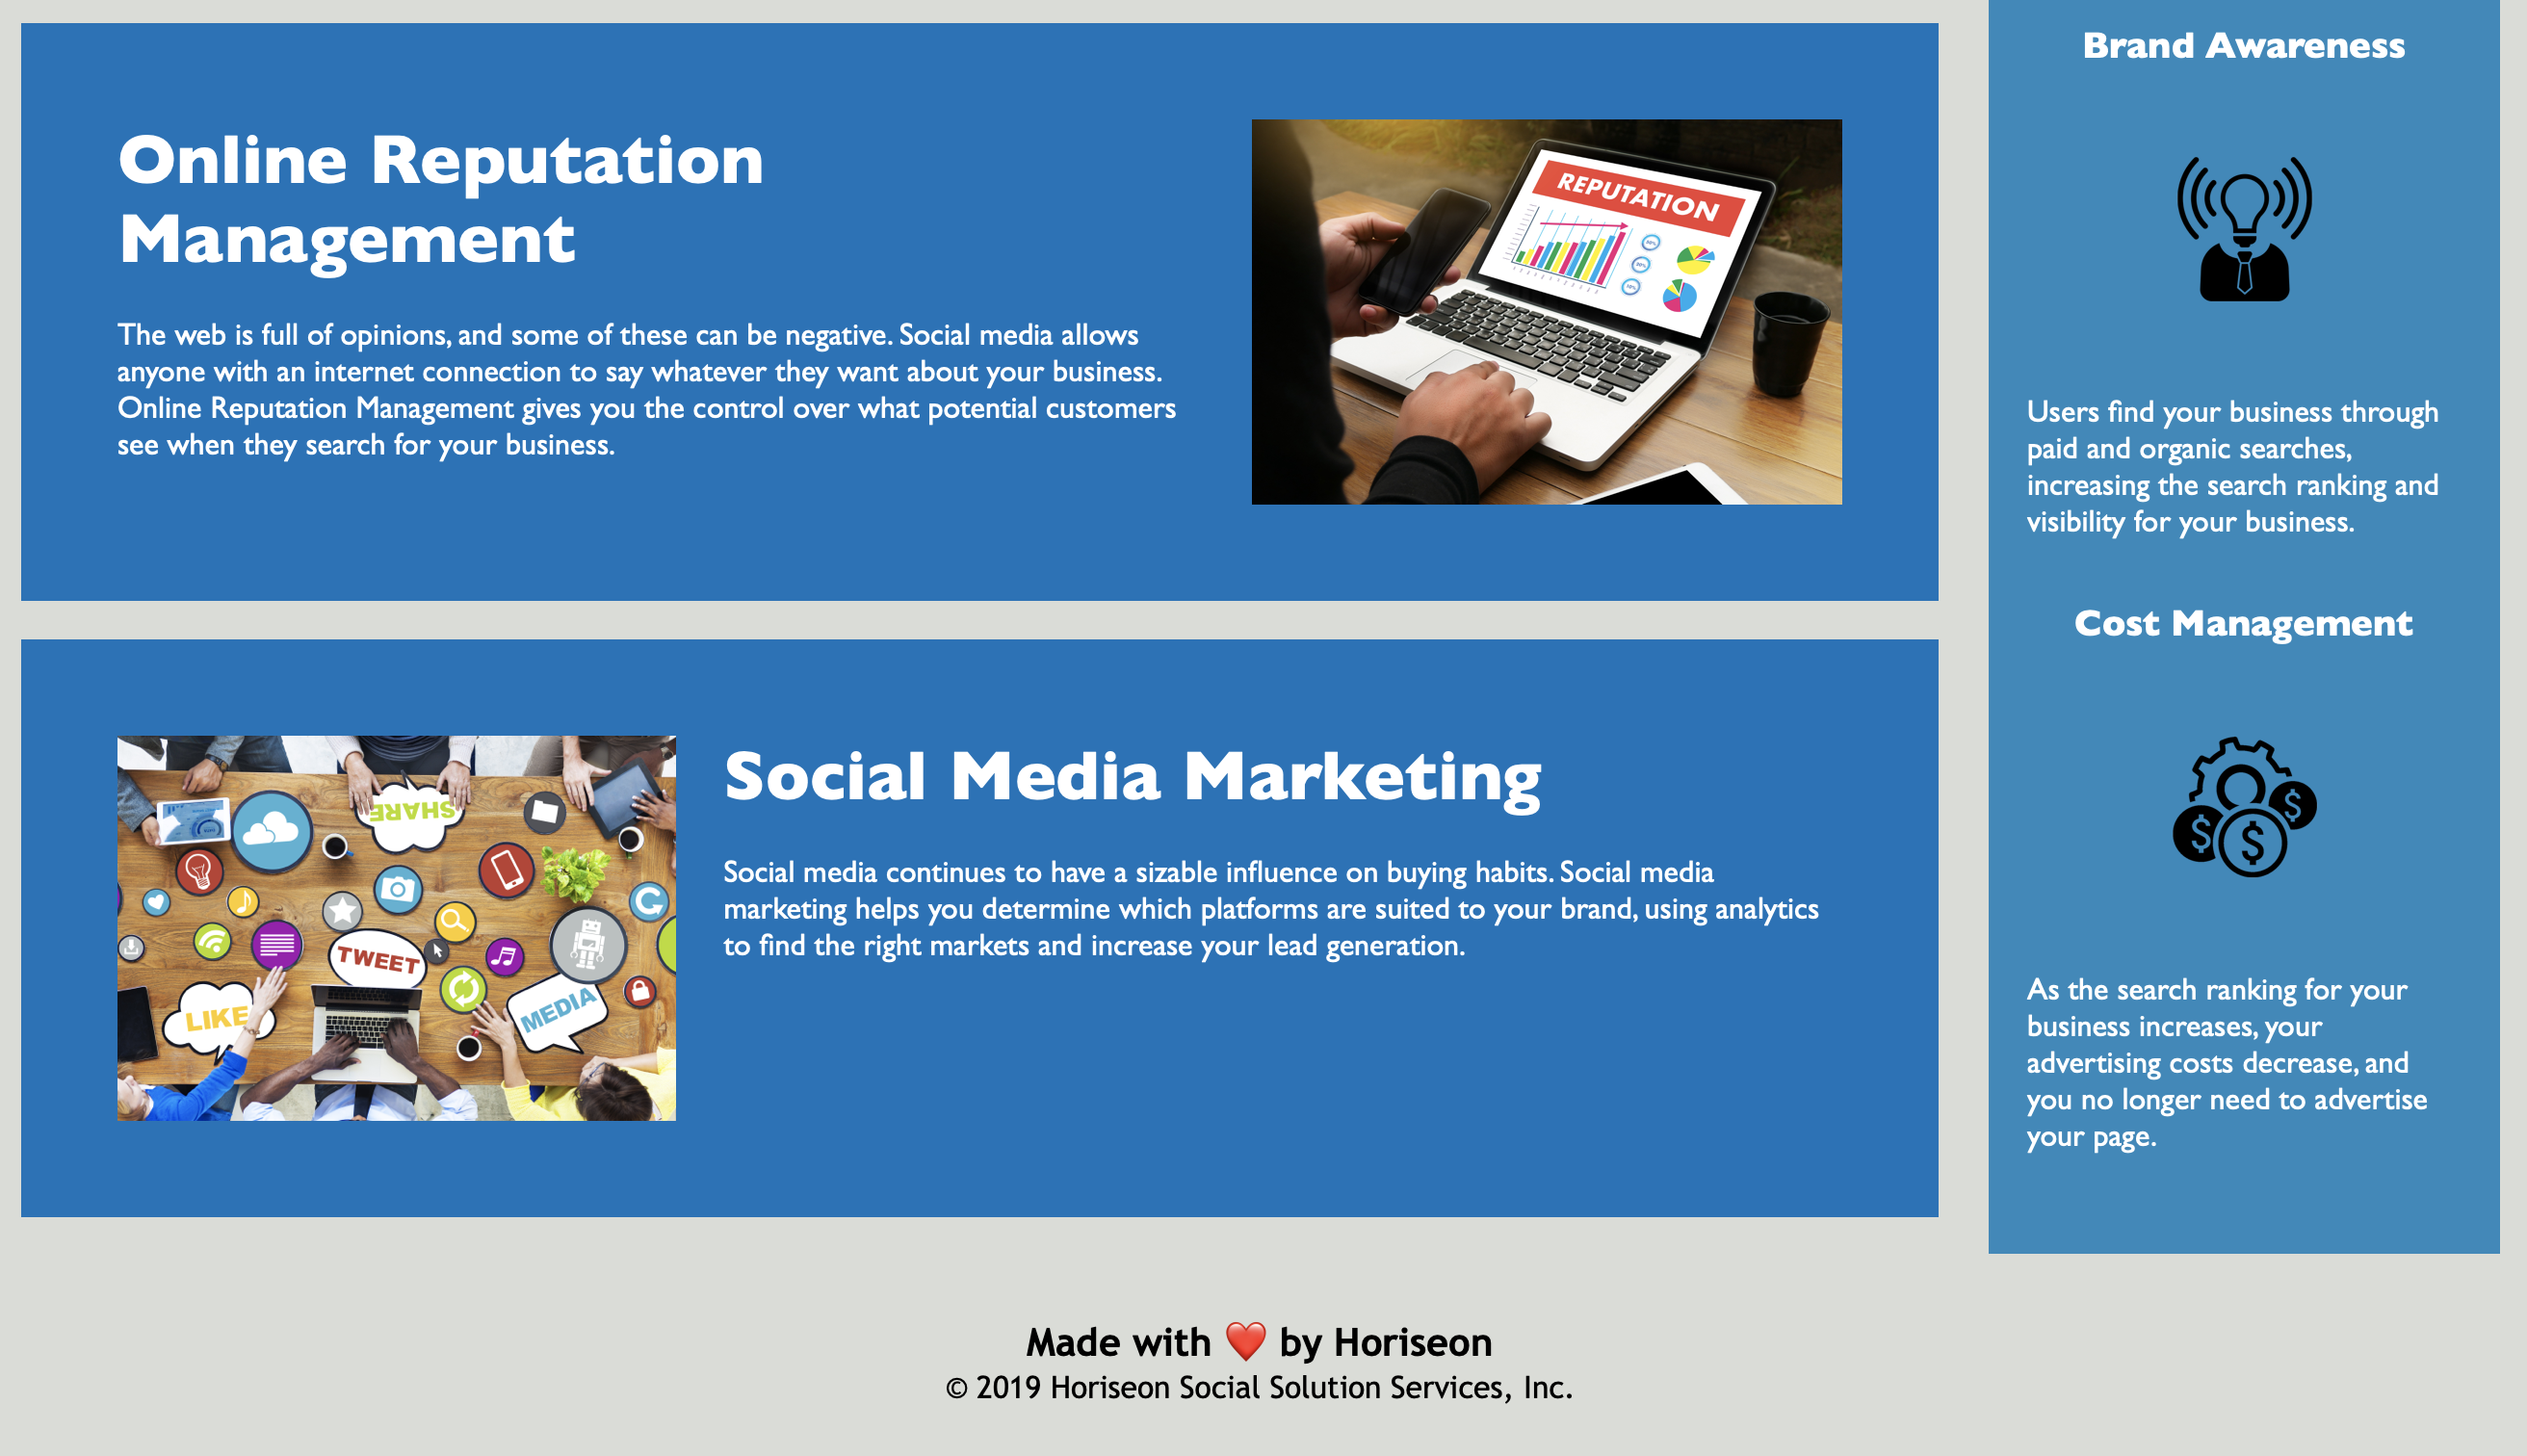 Online Reputation
Management
The web is full of opinions, and some of these can be negative. Social media allows
anyone with an internet connection to say whatever they want about your business.
Online Reputation Management gives you the control over what potential customers
see when they search for your business.
REPUTATION
SHARE
TWEET
LIKE
MEDIA
Social Media Marketing
Social media continues to have a sizable influence on buying habits. Social media
marketing helps you determine which platforms are suited to your brand, using analytics
to find the right markets and increase your lead generation.
Brand Awareness
Users find your business through
paid and organic searches,
increasing the search ranking and
visibility for your business.
Cost Management
$ $ $
As the search ranking for your
business increases, your
advertising costs decrease, and
you no longer need to advertise
your page.
Made with ❤️ by Horiseon
© 2019 Horiseon Social Solution Services, Inc.